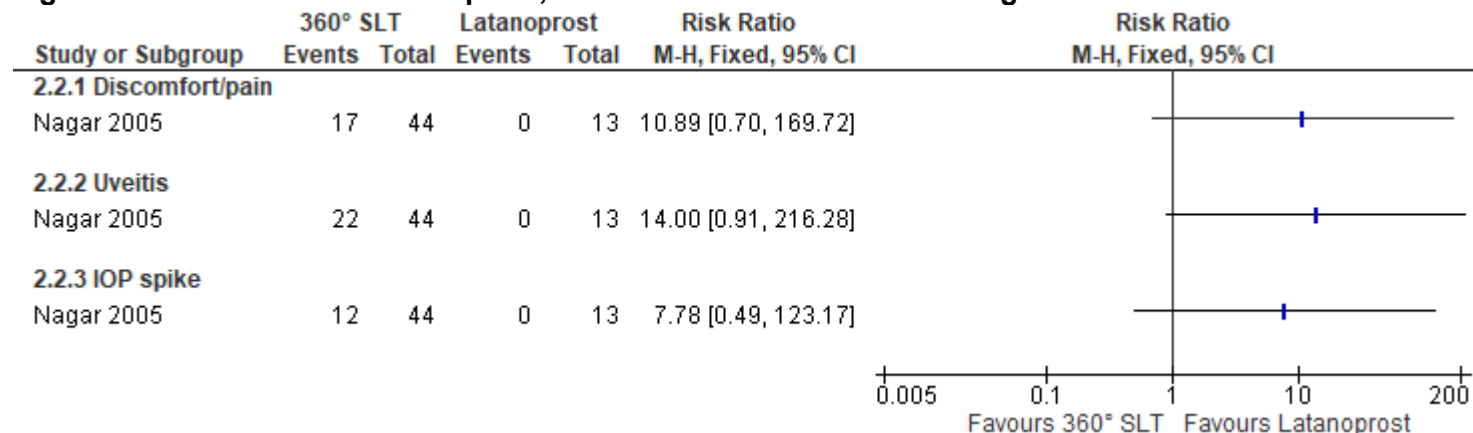 360° SLT Latanoprost Risk Ratio Risk Ratio
Study or Subgroup Events Total Events Total M-H, Fixed, 95% CI M-H, Fixed, 95% CI
2.2.1 Discomfort/pain
Nagar 2005 17 44 0 13 10.89 [0.70, 169.72]
2.2.2 Uveitis
Nagar 2005 22 44 0 13 14.00 [0.91, 216.28]
2.2.3 IOP spike
Nagar 2005 12 44 0 13 7.78 [0.49, 123.17]
0.005 0.1 1 10 200
Favours 360° SLT Favours Latanoprost